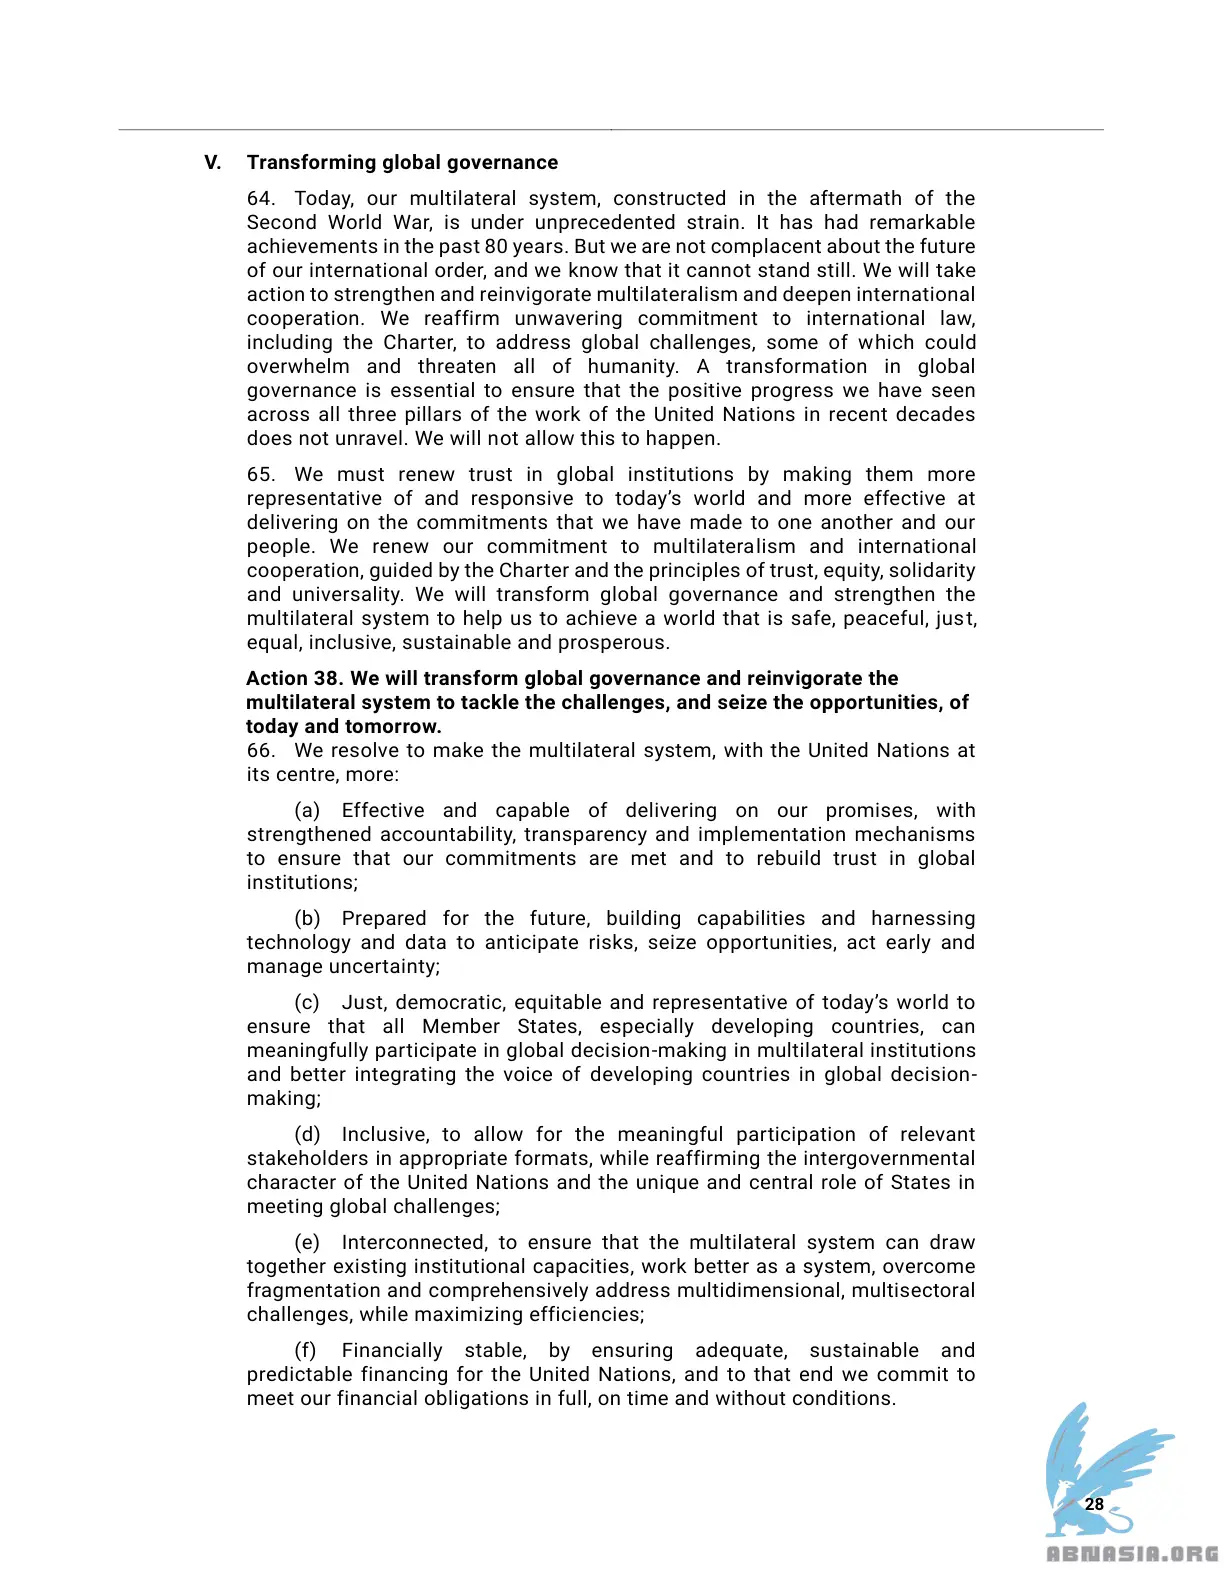 V. Transforming global governance
64. Today, our multilateral system, constructed in the aftermath of the
Second World War, is under unprecedented strain. It has had remarkable
achievements in the past 80 years. But we are not complacent about the future
of our international order, and we know that it cannot stand still. We will take
action to strengthen and reinvigorate multilateralism and deepen international
cooperation. We reaffirm unwavering commitment to international law,
including the Charter, to address global challenges, some of which could
overwhelm and threaten all of humanity. A transformation in global
governance is essential to ensure that the positive progress we have seen
across all three pillars of the work of the United Nations in recent decades
does not unravel. We will not allow this to happen.
65. We must renew trust in global institutions by making them more
representative of and responsive to today’s world and more effective at
delivering on the commitments that we have made to one another and our
people. We renew our commitment to multilateralism and international
cooperation, guided by the Charter and the principles of trust, equity, solidarity
and universality. We will transform global governance and strengthen the
multilateral system to help us to achieve a world that is safe, peaceful, just,
equal, inclusive, sustainable and prosperous.
Action 38. We will transform global governance and reinvigorate the
multilateral system to tackle the challenges, and seize the opportunities, of
today and tomorrow.
66. We resolve to make the multilateral system, with the United Nations at
its centre, more:
(a) Effective and capable of delivering on our promises, with
strengthened accountability, transparency and implementation mechanisms
to ensure that our commitments are met and to rebuild trust in global
institutions;
(b) Prepared for the future, building capabilities and harnessing
technology and data to anticipate risks, seize opportunities, act early and
manage uncertainty;
(c) Just, democratic, equitable and representative of today’s world to
ensure that all Member States, especially developing countries, can
meaningfully participate in global decision-making in multilateral institutions
and better integrating the voice of developing countries in global decision-
making;
(d) Inclusive, to allow for the meaningful participation of relevant
stakeholders in appropriate formats, while reaffirming the intergovernmental
character of the United Nations and the unique and central role of States in
meeting global challenges;
(e) Interconnected, to ensure that the multilateral system can draw
together existing institutional capacities, work better as a system, overcome
fragmentation and comprehensively address multidimensional, multisectoral
challenges, while maximizing efficiencies;
(f) Financially stable, by ensuring adequate, sustainable and
predictable financing for the United Nations, and to that end we commit to
meet our financial obligations in full, on time and without conditions.
28
ABNASIA.ORG